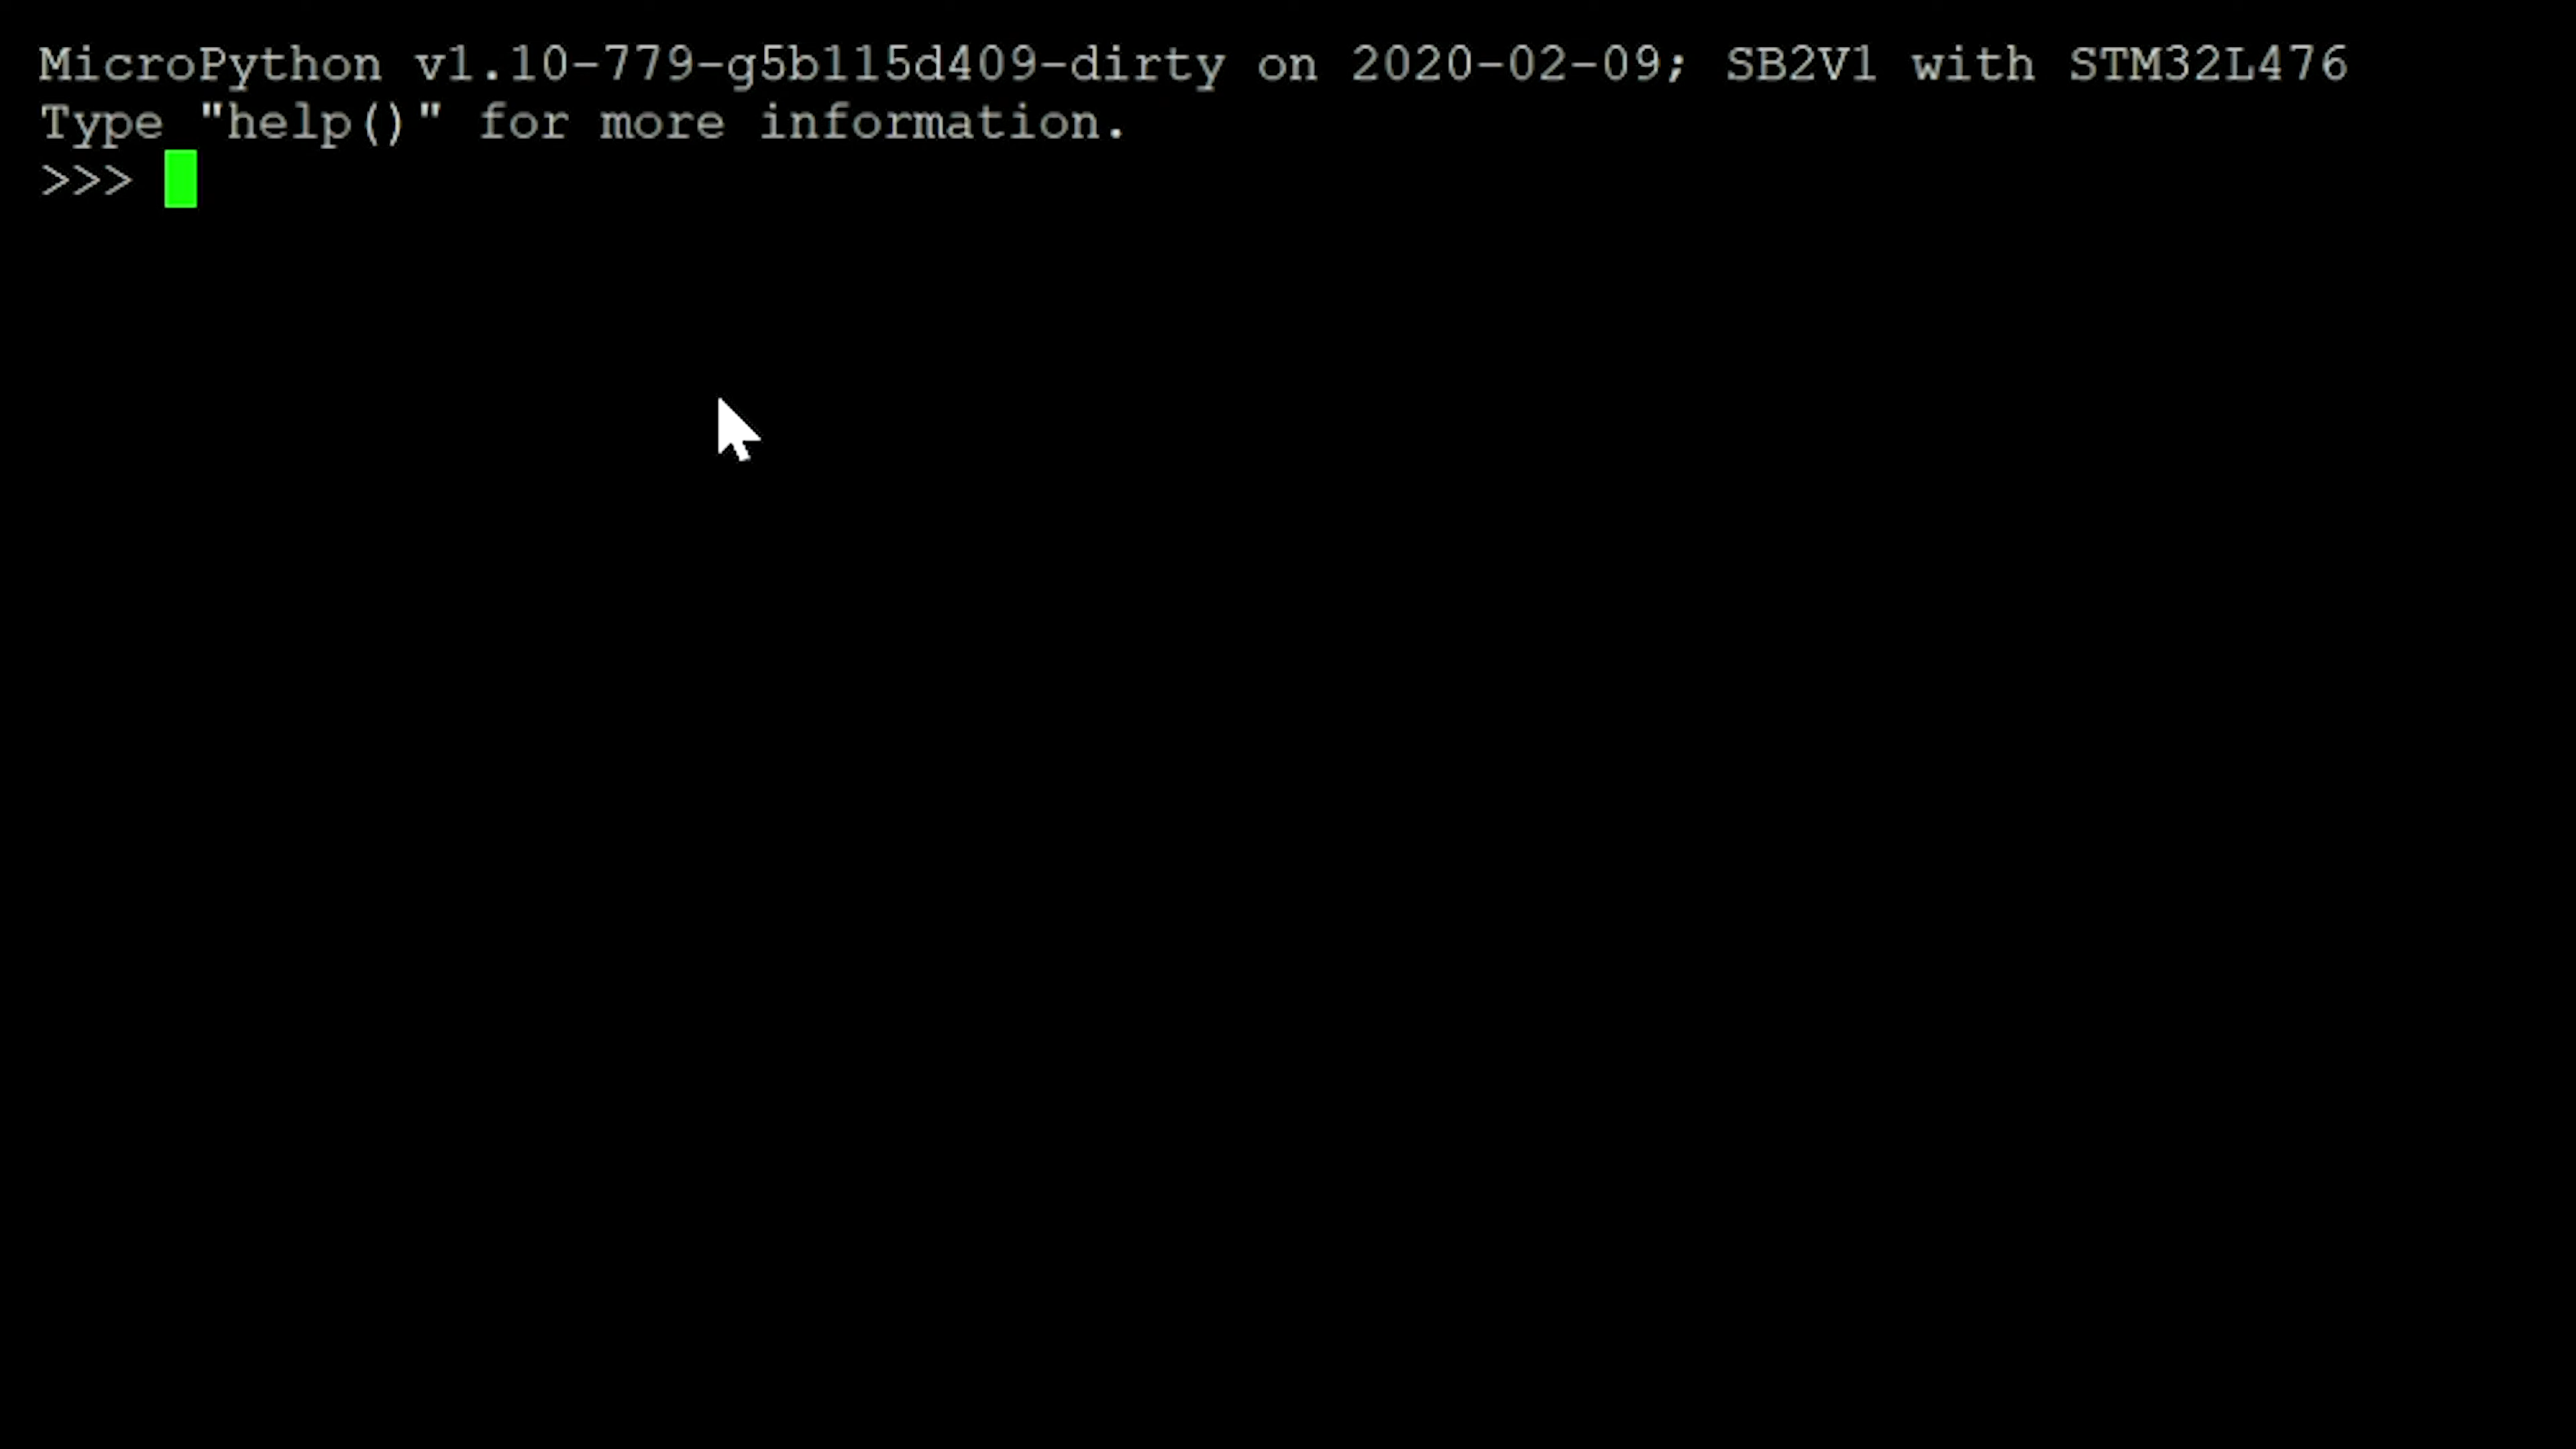 MicroPython v1.10-779-g5b115d409-dirty on 2020-02-09; SB2V1 with STM32L476
Type "help()" for more information.
>>>